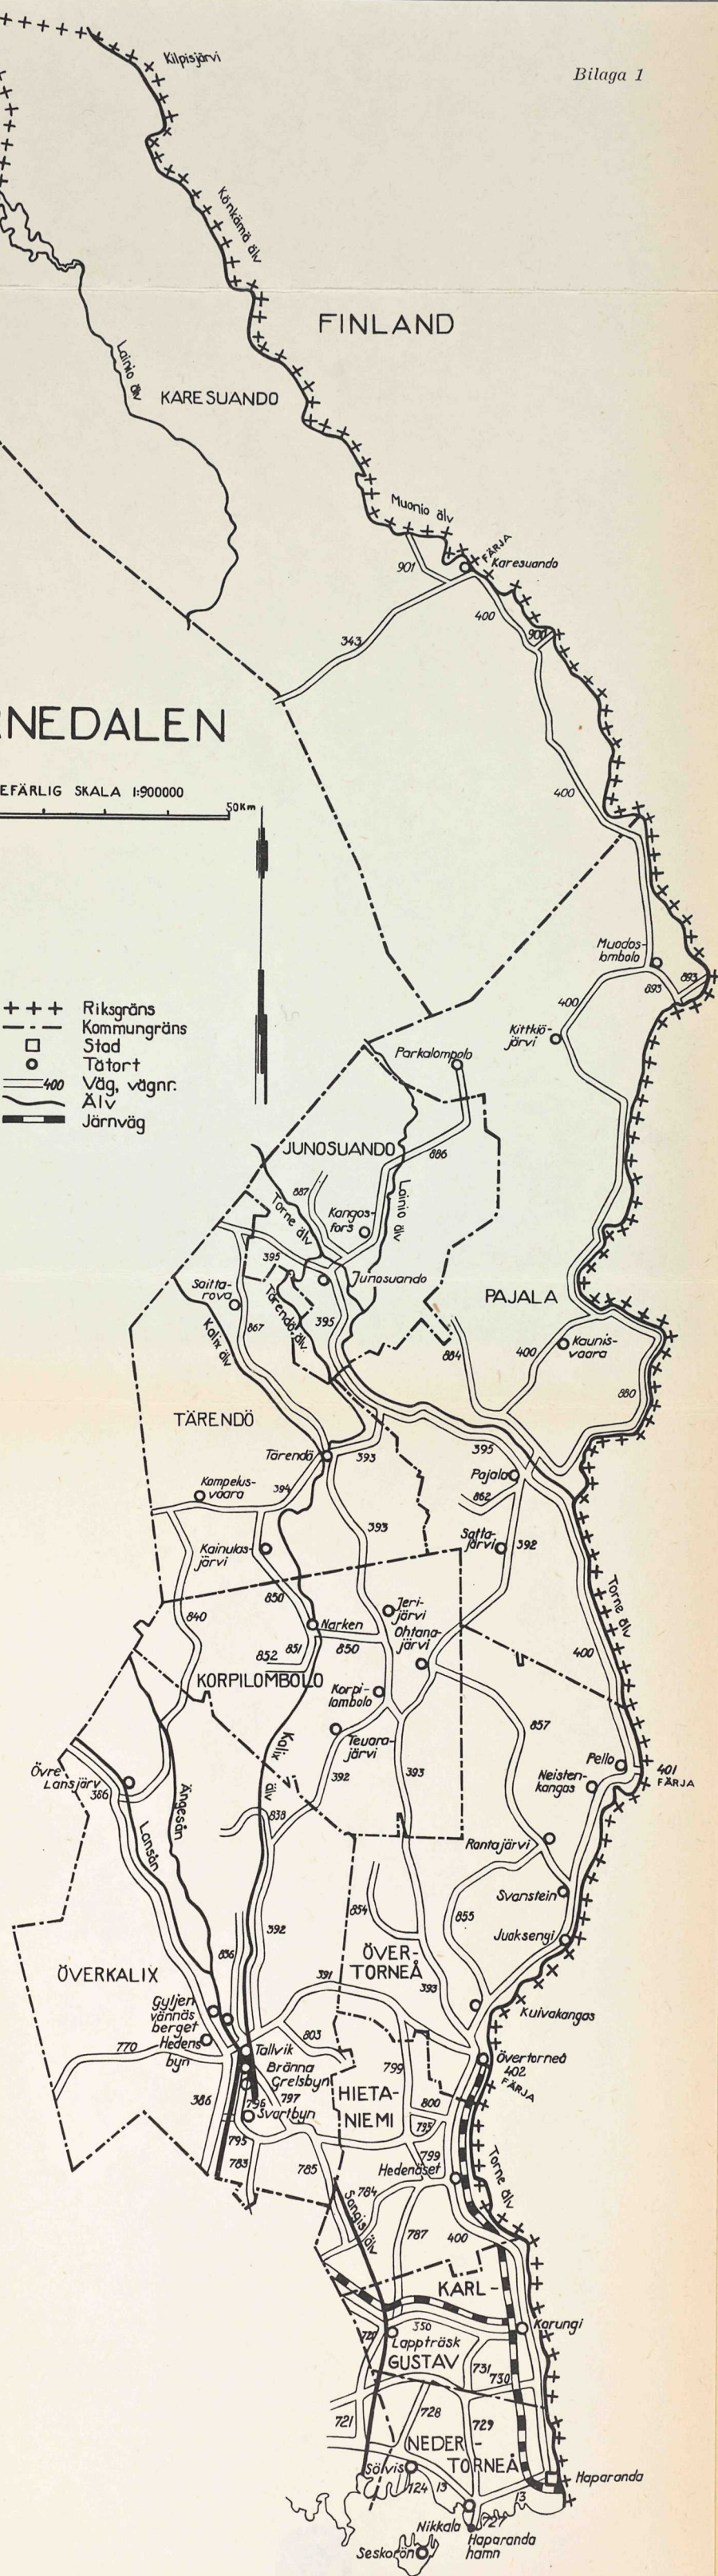 Bilaga 1
Kilpisjärvi
Könkämä älv
FINLAND
Lainio älv
KARESUANDO
Muonio älv
FÄRJA
Karesuando
901
400
900
343
RNEDALEN
EFÄRLIG SKALA 1:900000
50Km
400
Muodos-
lombolo
893
893
400
Kittkiö-
järvi
+ + + Riksgräns
Kommungräns
Stad
Tätort
400 Väg, vägnr.
Älv
Järnväg
Parkalompolo
JUNOSUANDO
886
887
Torne älv
Kangos-
fors
Lainio älv
395
Junosuando
Saitta-
rova
Tärendö älv
395
867
Kalix älv
PAJALA
884
400
Kaunis-
vaara
880
TÄRENDÖ
Tärendö
393
395
Pajala
Kompelus-
vaara
394
862
393
Satta-
järvi
392
Kainulas-
järvi
850
Torne älv
840
Jeri-
järvi
Narken
Ohtana-
järvi
852
851
850
400
KORPILOMBOLO
Korpi-
lombolo
857
Kalix älv
Teuara-
järvi
Pello
401
FÄRJA
Övre
Lansjärv
386
392
393
Neisten-
kangas
Ängesån
838
Lansån
Rantajärvi
Svanstein
854
855
392
Juoksengi
856
ÖVER-
TORNEÅ
ÖVERKALIX
391
393
Gyljen
vännäs
berget
Kuivakangas
Hedens
byn
803
770
Tallvik
799
Övertorneå
402
FÄRJA
Bränna
Grelsbyn
386
796
797
HIETA-
NIEMI
800
Svartbyn
795
795
799
783
785
Hedenäset
Torne älv
784
Sangis älv
787
400
KARL-
Karungi
350
721
Lappträsk
GUSTAV
731
730
721
728
729
NEDER-
TORNEÅ
Sölvis
724
13
Haparanda
13
Nikkala
727
Haparanda
hamn
Seskarön